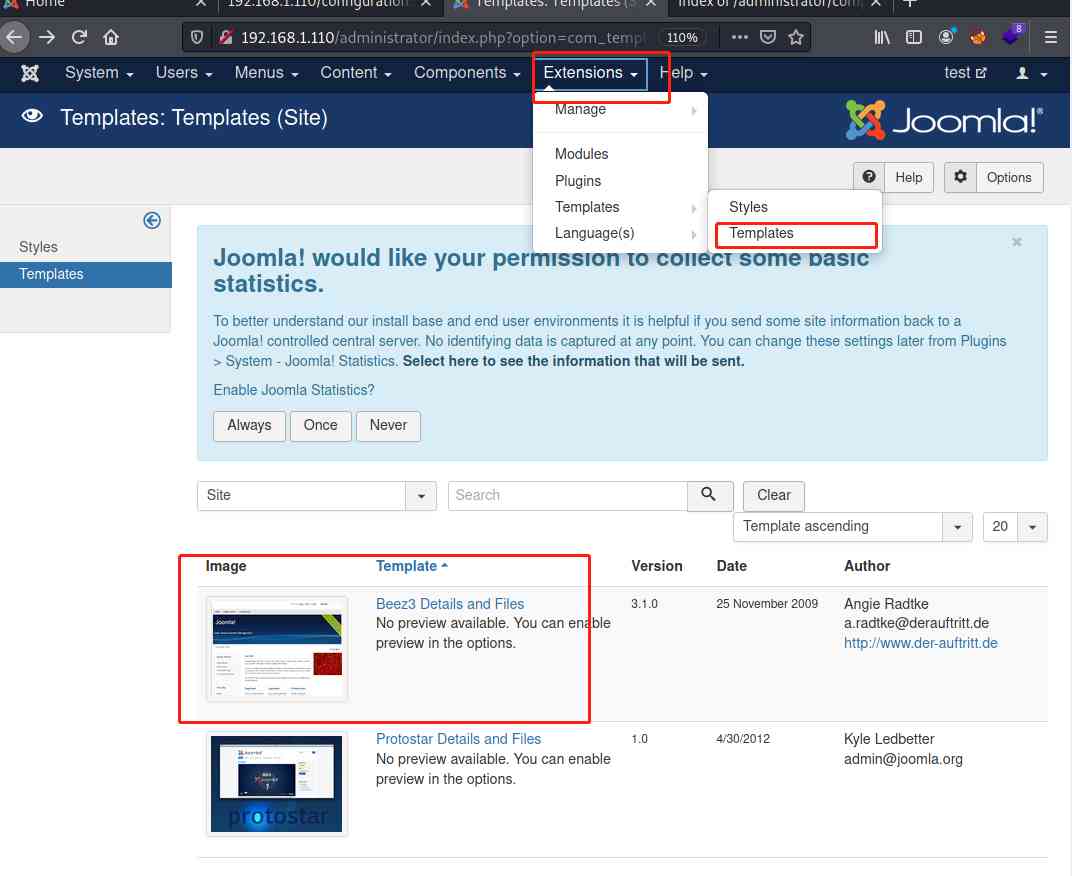 Home
192.168.1.110/configuration
Templates: Templates (S
Index of /administrator/com
192.168.1.110/administrator/index.php?option=com_templ
110%
8
System
Users
Menus
Content
Components
Extensions
Help
test
Templates: Templates (Site)
Joomla!®
Manage
Modules
Plugins
Templates
Language(s)
Styles
Templates
Help
Options
Styles
Templates
Joomla! would like your permission to collect some basic
statistics.
To better understand our install base and end user environments it is helpful if you send some site information back to a
Joomla! controlled central server. No identifying data is captured at any point. You can change these settings later from Plugins
> System - Joomla! Statistics. Select here to see the information that will be sent.
Enable Joomla Statistics?
Always
Once
Never
Site
Search
Clear
Template ascending
20
Image
Template
Version
Date
Author
Joomla!
Beez3 Details and Files
No preview available. You can enable
preview in the options.
3.1.0
25 November 2009
Angie Radtke
a.radtke@derauftritt.de
http://www.der-auftritt.de
protostar
Protostar Details and Files
No preview available. You can enable
preview in the options.
1.0
4/30/2012
Kyle Ledbetter
admin@joomla.org